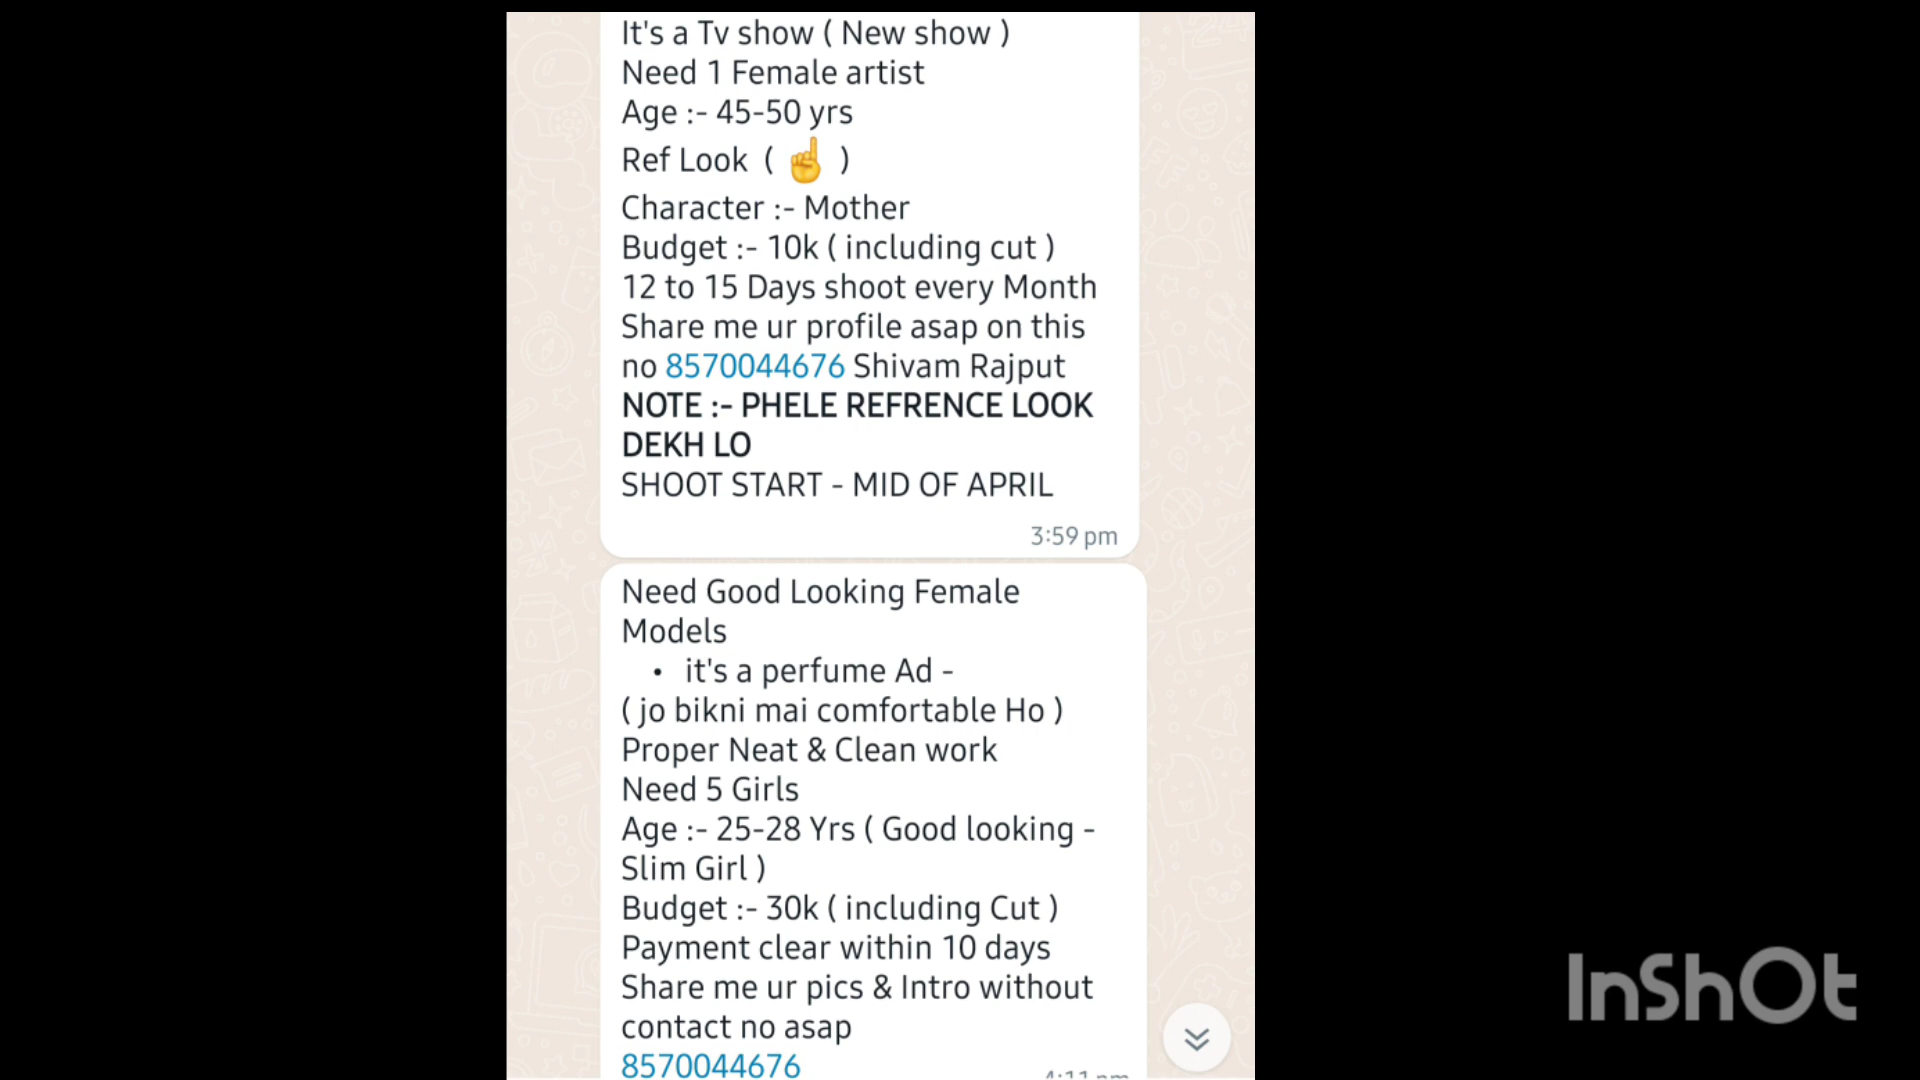 It's a Tv show ( New show )
Need 1 Female artist
Age :- 45-50 yrs
Ref Look ( ☝ )
Character :- Mother
Budget :- 10k ( including cut )
12 to 15 Days shoot every Month
Share me ur profile asap on this
no 8570044676 Shivam Rajput
NOTE :- PHELE REFRENCE LOOK
DEKH LO
SHOOT START - MID OF APRIL
3:59 pm
Need Good Looking Female
Models
• it's a perfume Ad -
( jo bikni mai comfortable Ho )
Proper Neat & Clean work
Need 5 Girls
Age :- 25-28 Yrs ( Good looking -
Slim Girl )
Budget :- 30k ( including Cut )
Payment clear within 10 days
Share me ur pics & Intro without
contact no asap
8570044676
4:11 pm
InShOt